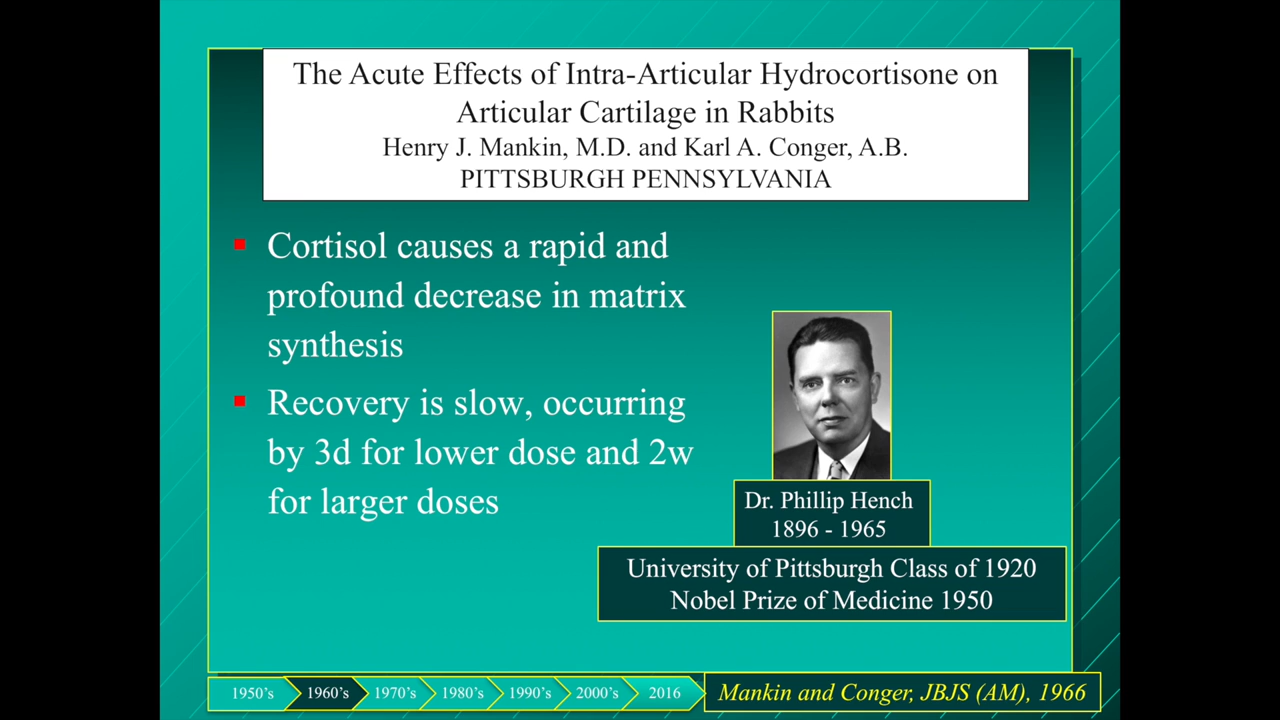 The Acute Effects of Intra-Articular Hydrocortisone on
Articular Cartilage in Rabbits
Henry J. Mankin, M.D. and Karl A. Conger, A.B.
PITTSBURGH PENNSYLVANIA
Cortisol causes a rapid and
profound decrease in matrix
synthesis
Recovery is slow, occurring
by 3d for lower dose and 2w
for larger doses
Dr. Phillip Hench
1896 - 1965
University of Pittsburgh Class of 1920
Nobel Prize of Medicine 1950
1950's 1960's 1970's 1980's 1990's 2000's 2016
Mankin and Conger, JBJS (AM), 1966